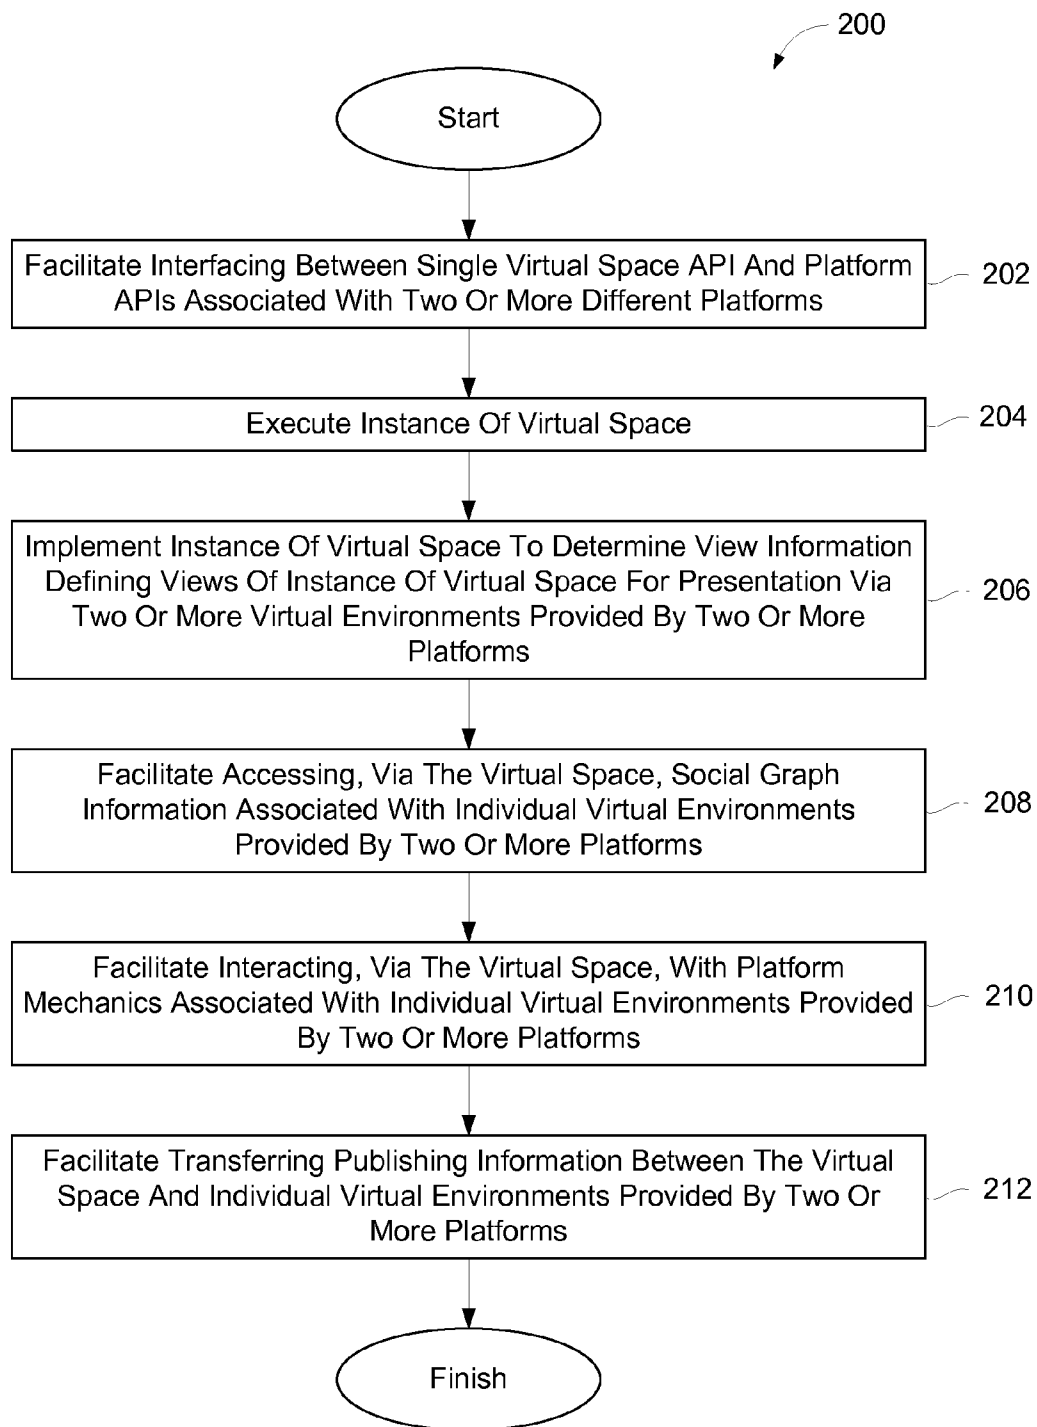 200
Start
Facilitate Interfacing Between Single Virtual Space API And Platform
APIs Associated With Two Or More Different Platforms
202
Execute Instance Of Virtual Space
204
Implement Instance Of Virtual Space To Determine View Information
Defining Views Of Instance Of Virtual Space For Presentation Via
Two Or More Virtual Environments Provided By Two Or More
Platforms
206
Facilitate Accessing, Via The Virtual Space, Social Graph
Information Associated With Individual Virtual Environments
Provided By Two Or More Platforms
208
Facilitate Interacting, Via The Virtual Space, With Platform
Mechanics Associated With Individual Virtual Environments Provided
By Two Or More Platforms
210
Facilitate Transferring Publishing Information Between The Virtual
Space And Individual Virtual Environments Provided By Two Or
More Platforms
212
Finish